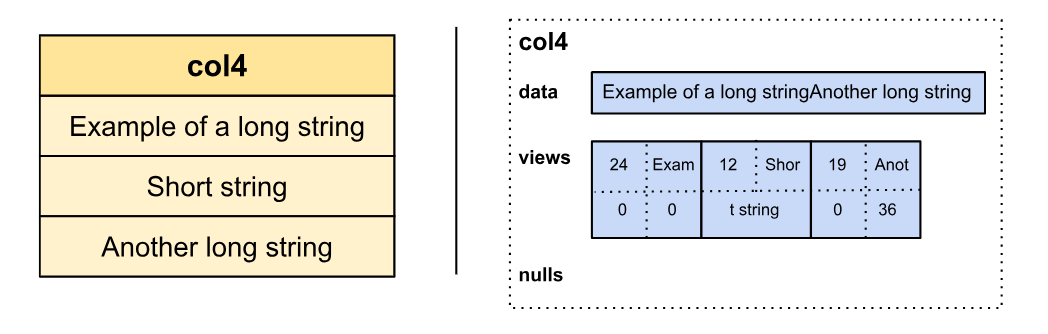 col4
Example of a long string
Short string
Another long string
col4
data
Example of a long stringAnother long string
views
24 Exam 12 Shor 19 Anot
0 0 t string 0 36
nulls